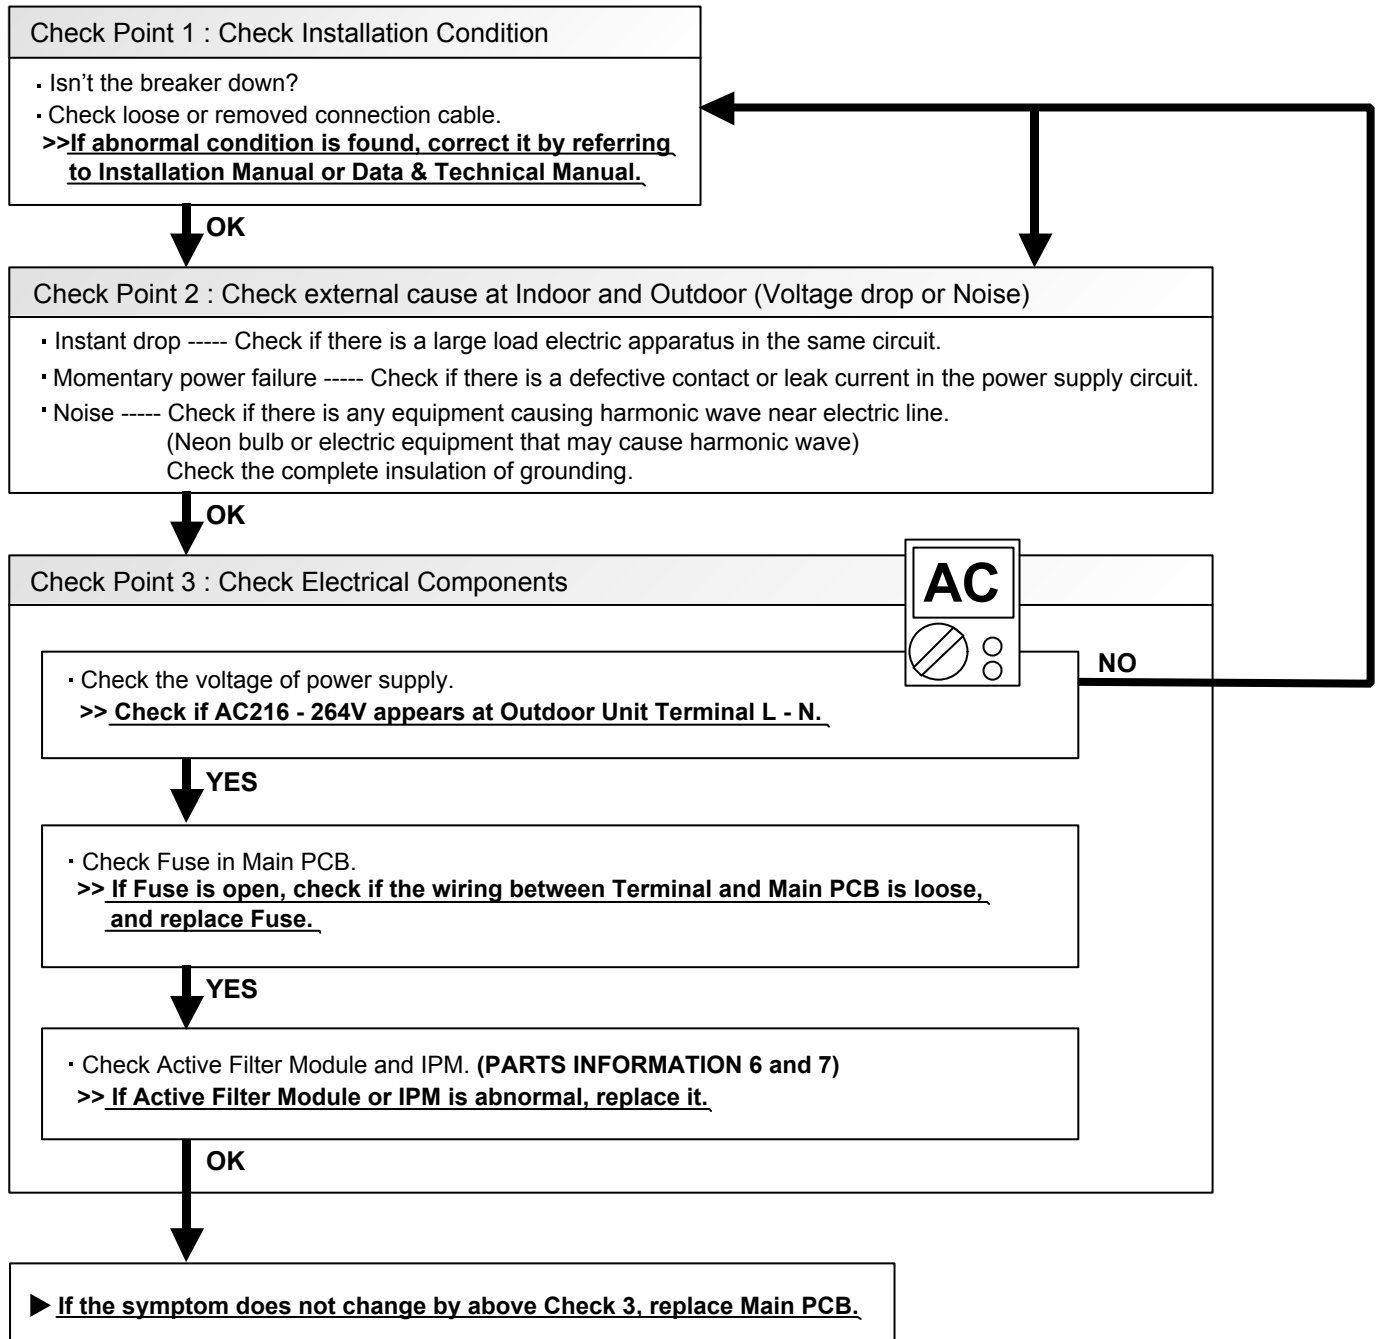 Check Point 1 : Check Installation Condition
· Isn't the breaker down?
· Check loose or removed connection cable.
>>If abnormal condition is found, correct it by referring
to Installation Manual or Data & Technical Manual.
OK
Check Point 2 : Check external cause at Indoor and Outdoor (Voltage drop or Noise)
· Instant drop ----- Check if there is a large load electric apparatus in the same circuit.
· Momentary power failure ----- Check if there is a defective contact or leak current in the power supply circuit.
· Noise ----- Check if there is any equipment causing harmonic wave near electric line.
(Neon bulb or electric equipment that may cause harmonic wave)
Check the complete insulation of grounding.
OK
Check Point 3 : Check Electrical Components
AC
NO
· Check the voltage of power supply.
>> Check if AC216 - 264V appears at Outdoor Unit Terminal L - N.
YES
· Check Fuse in Main PCB.
>> If Fuse is open, check if the wiring between Terminal and Main PCB is loose,
and replace Fuse.
YES
· Check Active Filter Module and IPM. (PARTS INFORMATION 6 and 7)
>> If Active Filter Module or IPM is abnormal, replace it.
OK
▶ If the symptom does not change by above Check 3, replace Main PCB.